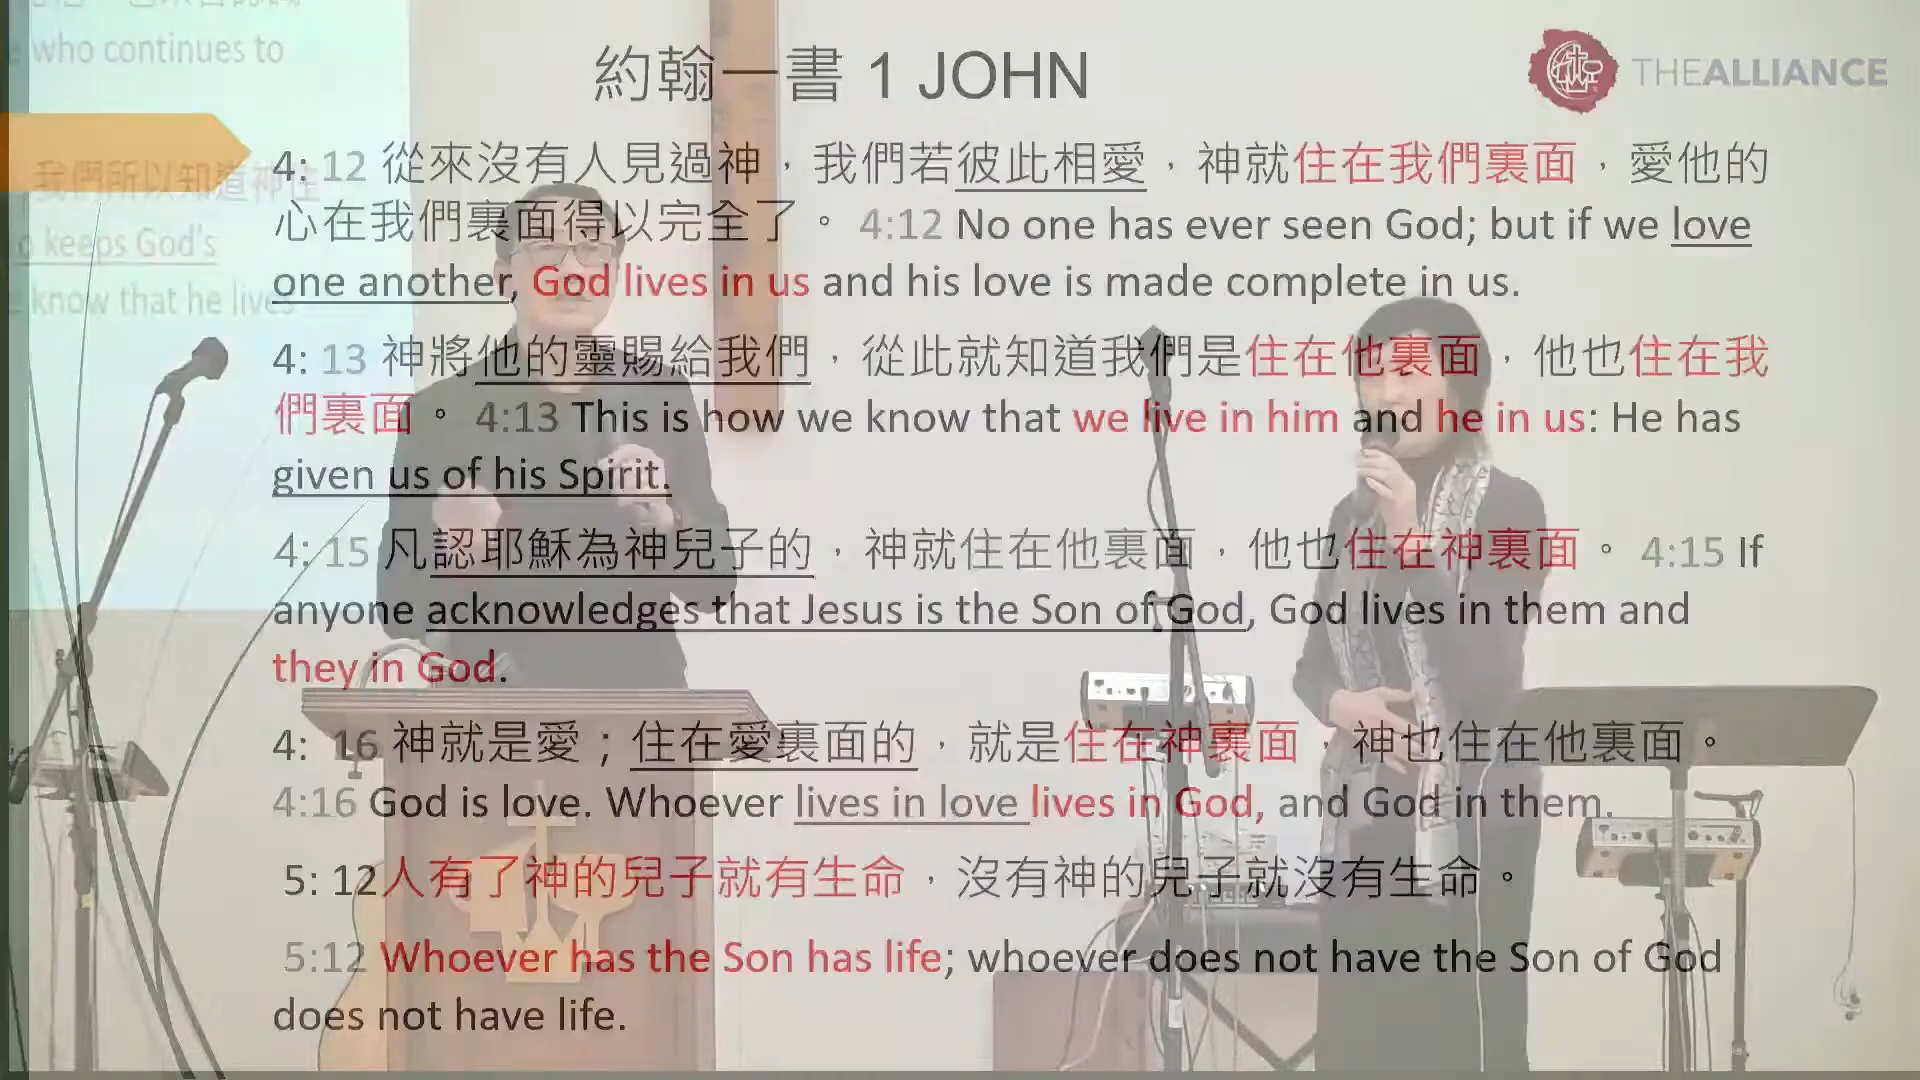 who continues to
約翰一書 1 JOHN
THEALLIANCE
4: 12 從來沒有人見過神，我們若彼此相愛，神就住在我們裏面，愛他的
我們所以知道神住
心在我們裏面得以完全了。 4:12 No one has ever seen God; but if we love
keeps God's
one another, God lives in us and his love is made complete in us.
know that he lives
4: 13 神將他的靈賜給我們，從此就知道我們是住在他裏面，他也住在我
們裏面。 4:13 This is how we know that we live in him and he in us: He has
given us of his Spirit.
4: 15 凡認耶穌為神兒子的，神就住在他裏面，他也住在神裏面。 4:15 If
anyone acknowledges that Jesus is the Son of God, God lives in them and
they in God.
4: 16 神就是愛；住在愛裏面的，就是住在神裏面，神也住在他裏面。
4:16 God is love. Whoever lives in love lives in God, and God in them.
5: 12人有了神的兒子就有生命，沒有神的兒子就沒有生命。
5:12 Whoever has the Son has life; whoever does not have the Son of God
does not have life.